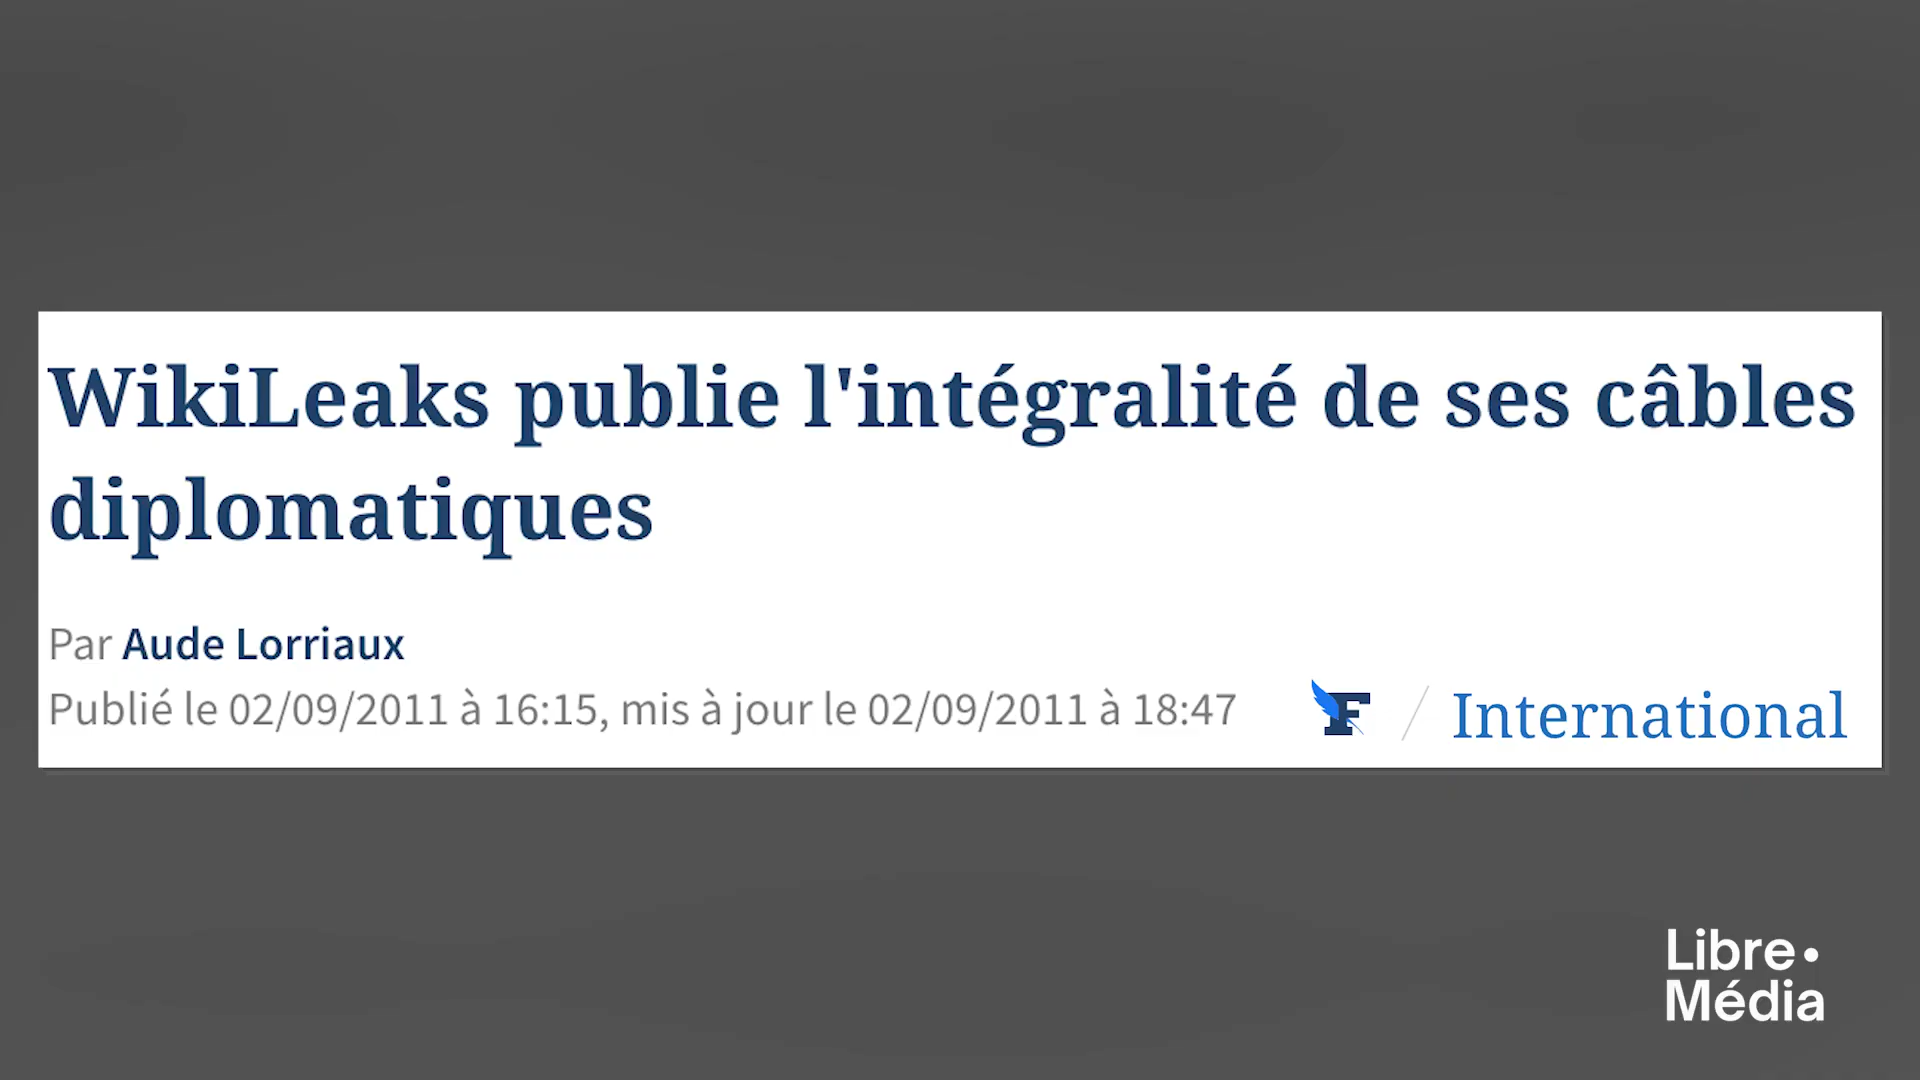 WikiLeaks publie l'intégralité de ses câbles
diplomatiques
Par Aude Lorriaux
Publié le 02/09/2011 à 16:15, mis à jour le 02/09/2011 à 18:47
F / International
Libre•
Média